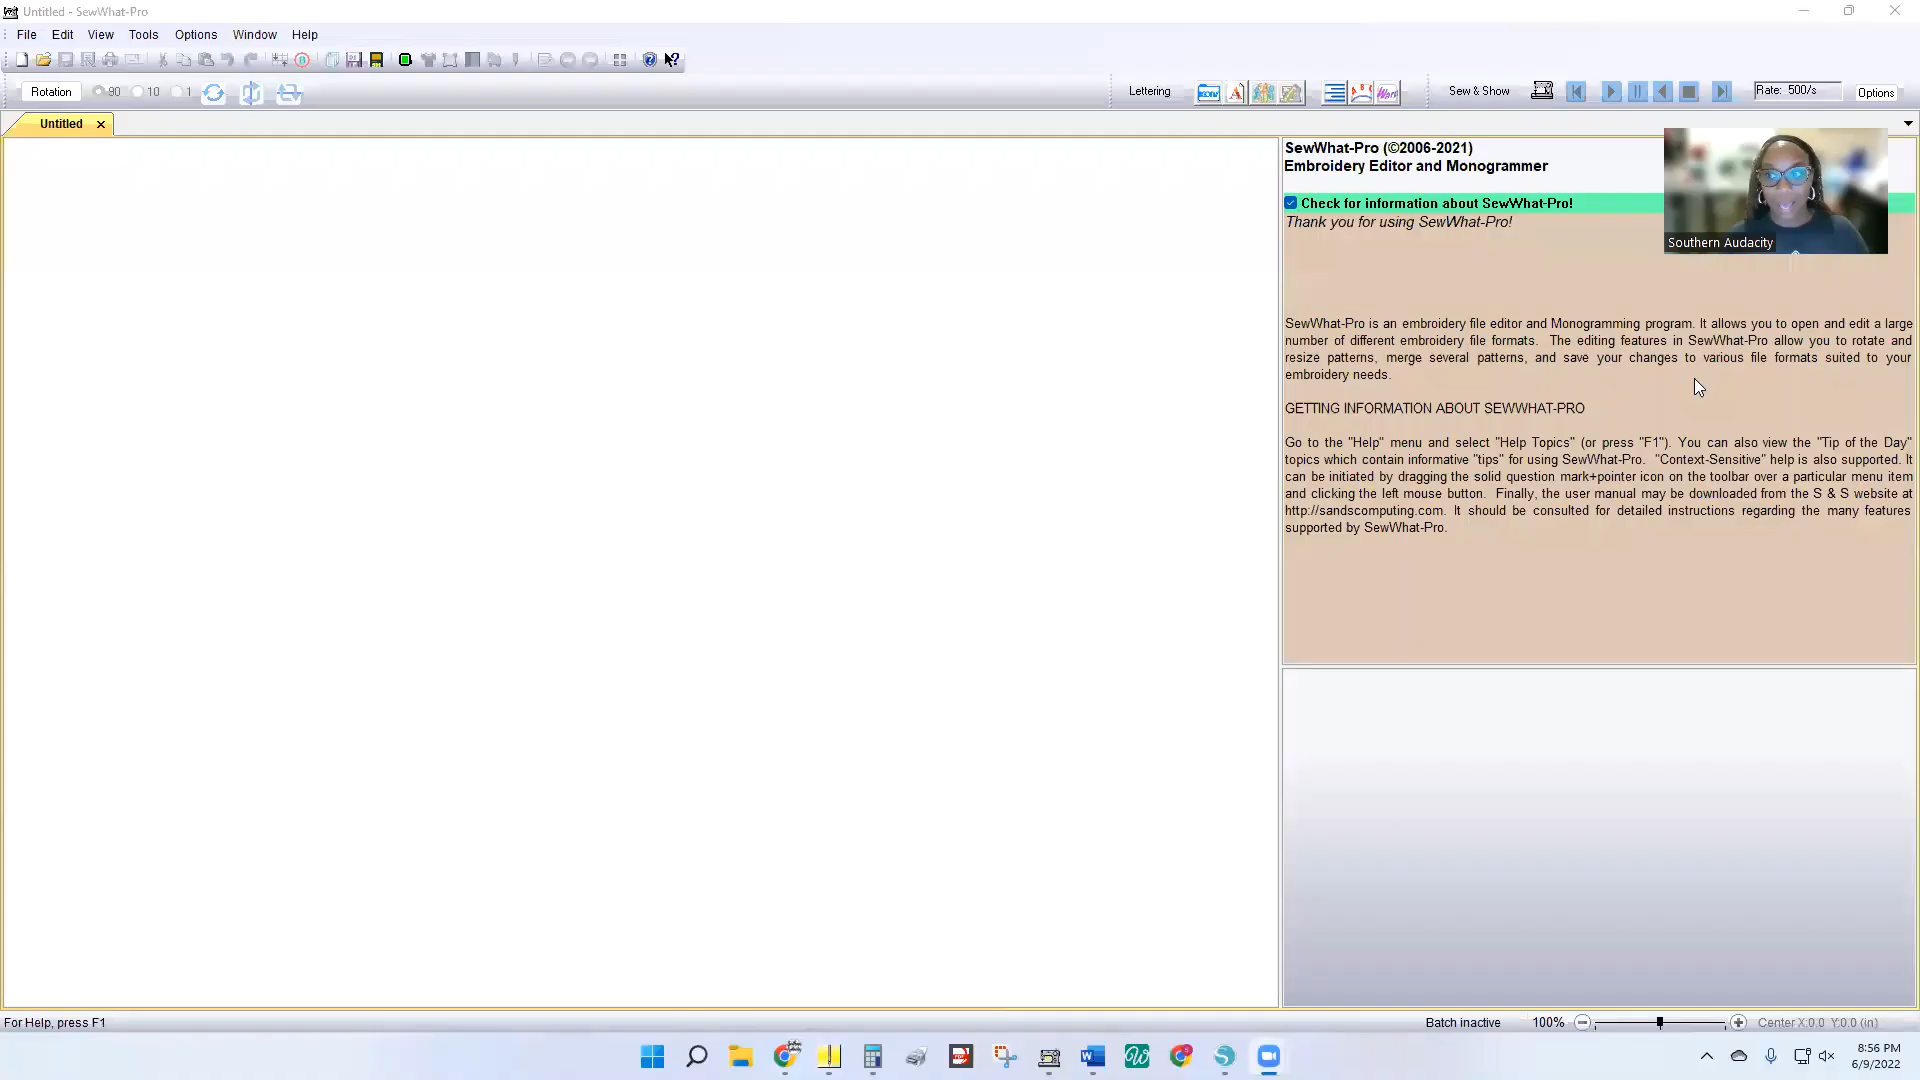 Untitled - SewWhat-Pro
File Edit View Tools Options Window Help
Rotation 90 10 1 Lettering Sew & Show Rate: 500/s Options
Untitled
SewWhat-Pro (©2006-2021)
Embroidery Editor and Monogrammer
Check for information about SewWhat-Pro!
Thank you for using SewWhat-Pro!
Southern Audacity
SewWhat-Pro is an embroidery file editor and Monogramming program. It allows you to open and edit a large
number of different embroidery file formats. The editing features in SewWhat-Pro allow you to rotate and
resize patterns, merge several patterns, and save your changes to various file formats suited to your
embroidery needs.
GETTING INFORMATION ABOUT SEWWHAT-PRO
Go to the "Help" menu and select "Help Topics" (or press "F1"). You can also view the "Tip of the Day"
topics which contain informative "tips" for using SewWhat-Pro. "Context-Sensitive" help is also supported. It
can be initiated by dragging the solid question mark+pointer icon on the toolbar over a particular menu item
and clicking the left mouse button. Finally, the user manual may be downloaded from the S & S website at
http://sandscomputing.com. It should be consulted for detailed instructions regarding the many features
supported by SewWhat-Pro.
For Help, press F1
Batch inactive 100% Center X:0.0 Y:0.0 (in)
8:56 PM
6/9/2022